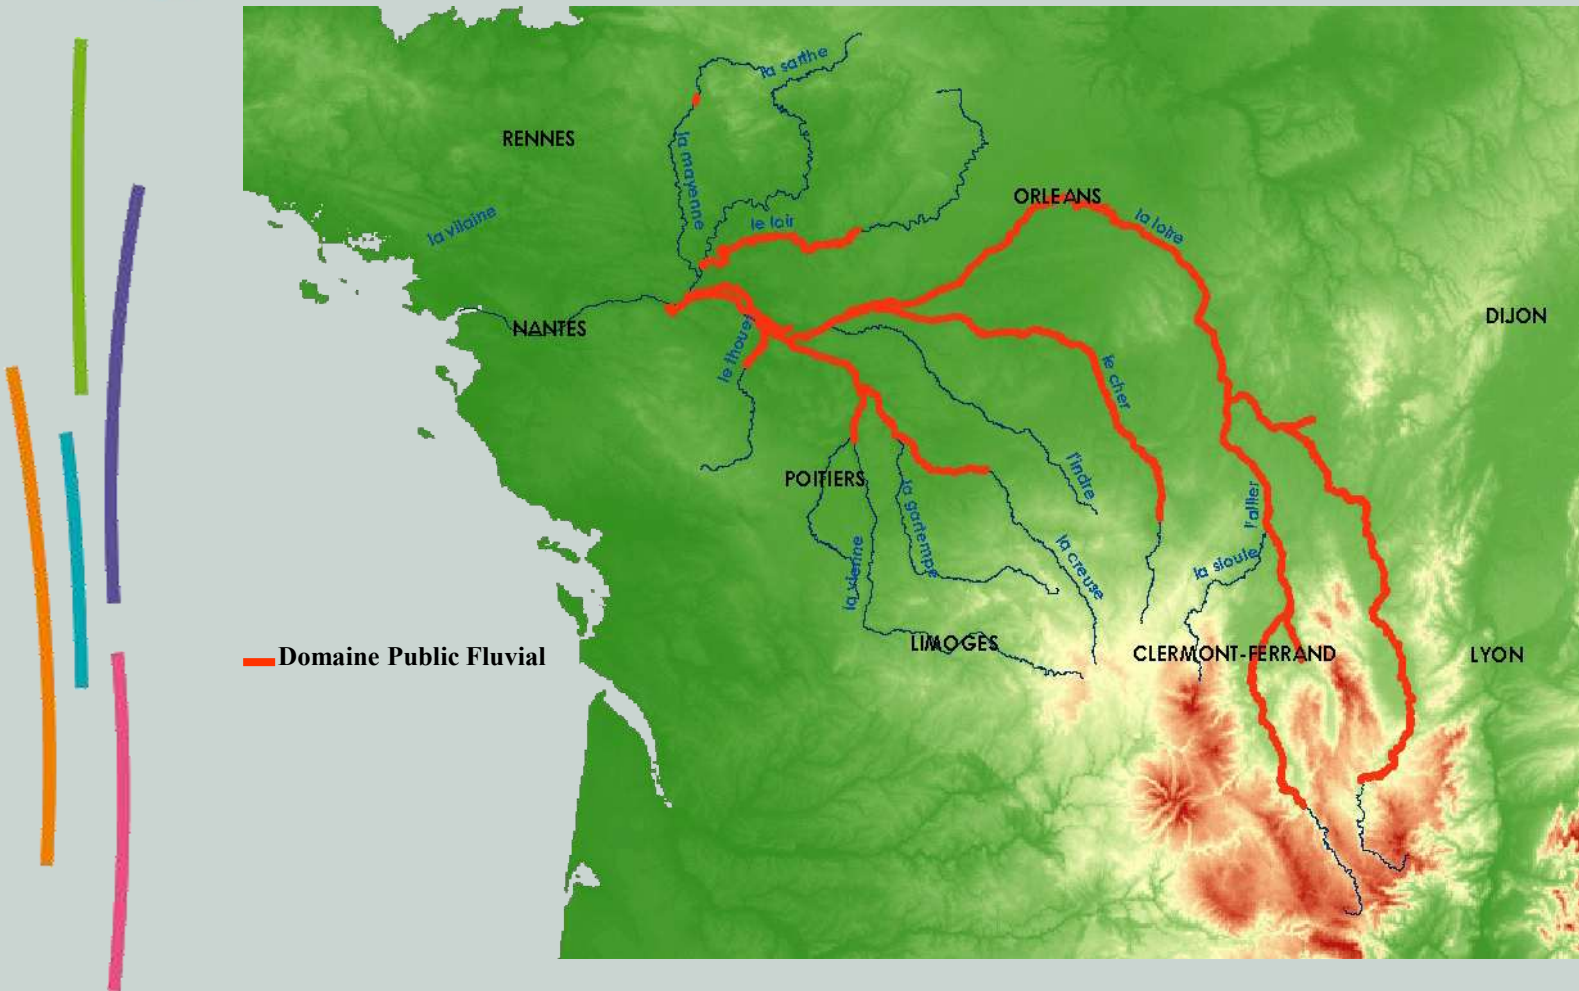 la sarthe
RENNES
la mayenne
ORLEANS
la vilaine
le loir
la loire
DIJON
NANTES
le thouet
le cher
POITIERS
l'indre
la gartempe
l'allier
la vienne
la creuse
la sioule
LIMOGES
CLERMONT-FERRAND
LYON
Domaine Public Fluvial